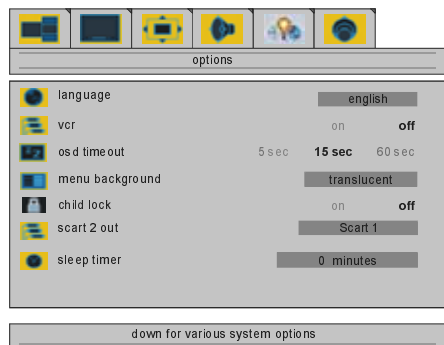 options
language english
vcr on off
osd timeout 5 sec 15 sec 60 sec
menu background translucent
child lock on off
scart 2 out Scart 1
sleep timer 0 minutes
down for various system options